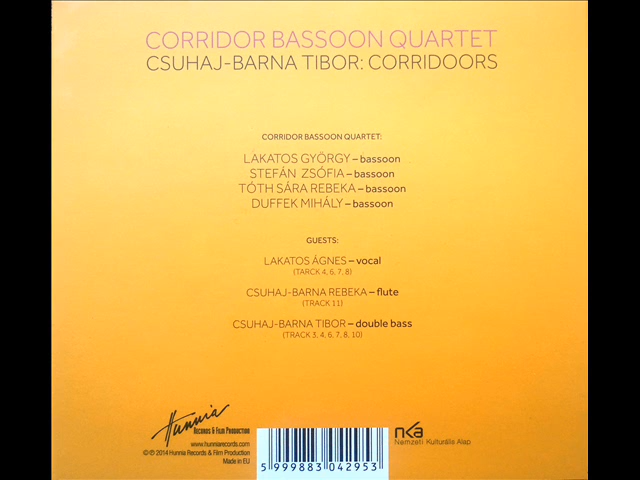 CORRIDOR BASSOON QUARTET
CSUHAJ-BARNA TIBOR: CORRIDOORS
CORRIDOR BASSOON QUARTET:
LAKATOS GYÖRGY – bassoon
STEFÁN ZSÓFIA – bassoon
TÓTH SÁRA REBEKA – bassoon
DUFFEK MIHÁLY – bassoon
GUESTS:
LAKATOS ÁGNES – vocal
(TARCK 4, 6, 7, 8)
CSUHAJ-BARNA REBEKA – flute
(TRACK 11)
CSUHAJ-BARNA TIBOR – double bass
(TRACK 3, 4, 6, 7, 8, 10)
Hunnia
RECORDS & FILM PRODUCTION
www.hunniarecords.com
©℗ 2014 Hunnia Records & Film Production
Made in EU
5 999883 042953
nka
Nemzeti Kulturális Alap